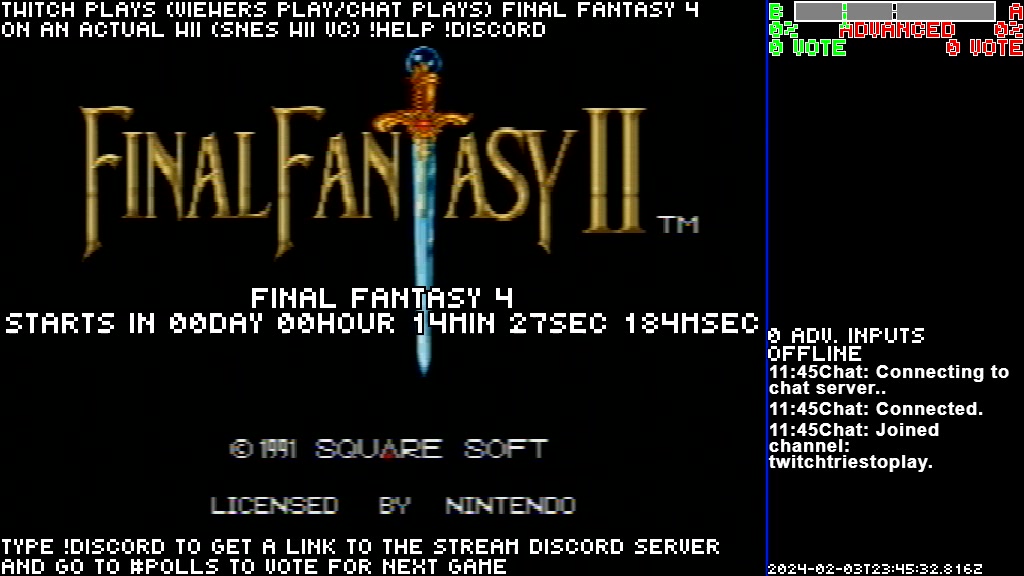 TWITCH PLAYS (VIEWERS PLAY/CHAT PLAYS) FINAL FANTASY 4
ON AN ACTUAL WII (SNES WII VC) !HELP !DISCORD
FINAL FANTASY II
TM
FINAL FANTASY 4
STARTS IN 00DAY 00HOUR 14MIN 27SEC 184MSEC
© 1991 SQUARE SOFT
LICENSED BY NINTENDO
TYPE !DISCORD TO GET A LINK TO THE STREAM DISCORD SERVER
AND GO TO #POLLS TO VOTE FOR NEXT GAME
B A
0% ADVANCED 0%
0 VOTE 0 VOTE
0 ADV. INPUTS
OFFLINE
11:45Chat: Connecting to
chat server..
11:45Chat: Connected.
11:45Chat: Joined
channel:
twitchtriestoplay.
2024-02-03T23:45:32.816Z